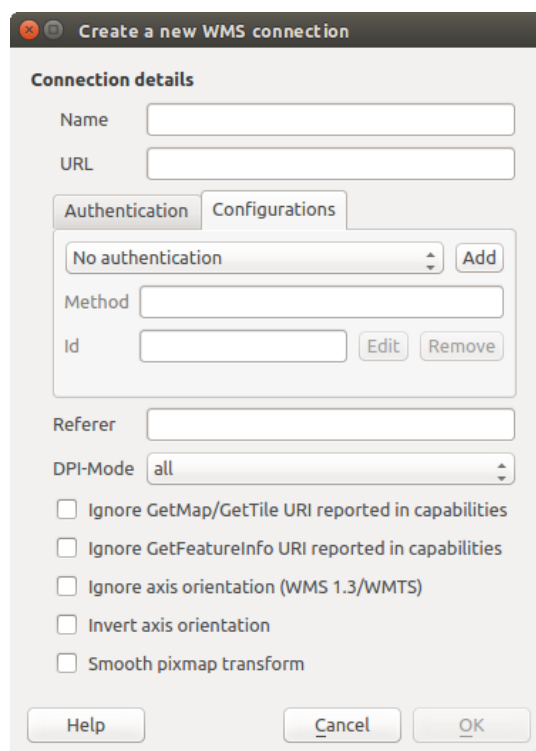 Create a new WMS connection
Connection details
Name
URL
Authentication Configurations
No authentication Add
Method
Id Edit Remove
Referer
DPI-Mode all
Ignore GetMap/GetTile URI reported in capabilities
Ignore GetFeatureInfo URI reported in capabilities
Ignore axis orientation (WMS 1.3/WMTS)
Invert axis orientation
Smooth pixmap transform
Help Cancel OK